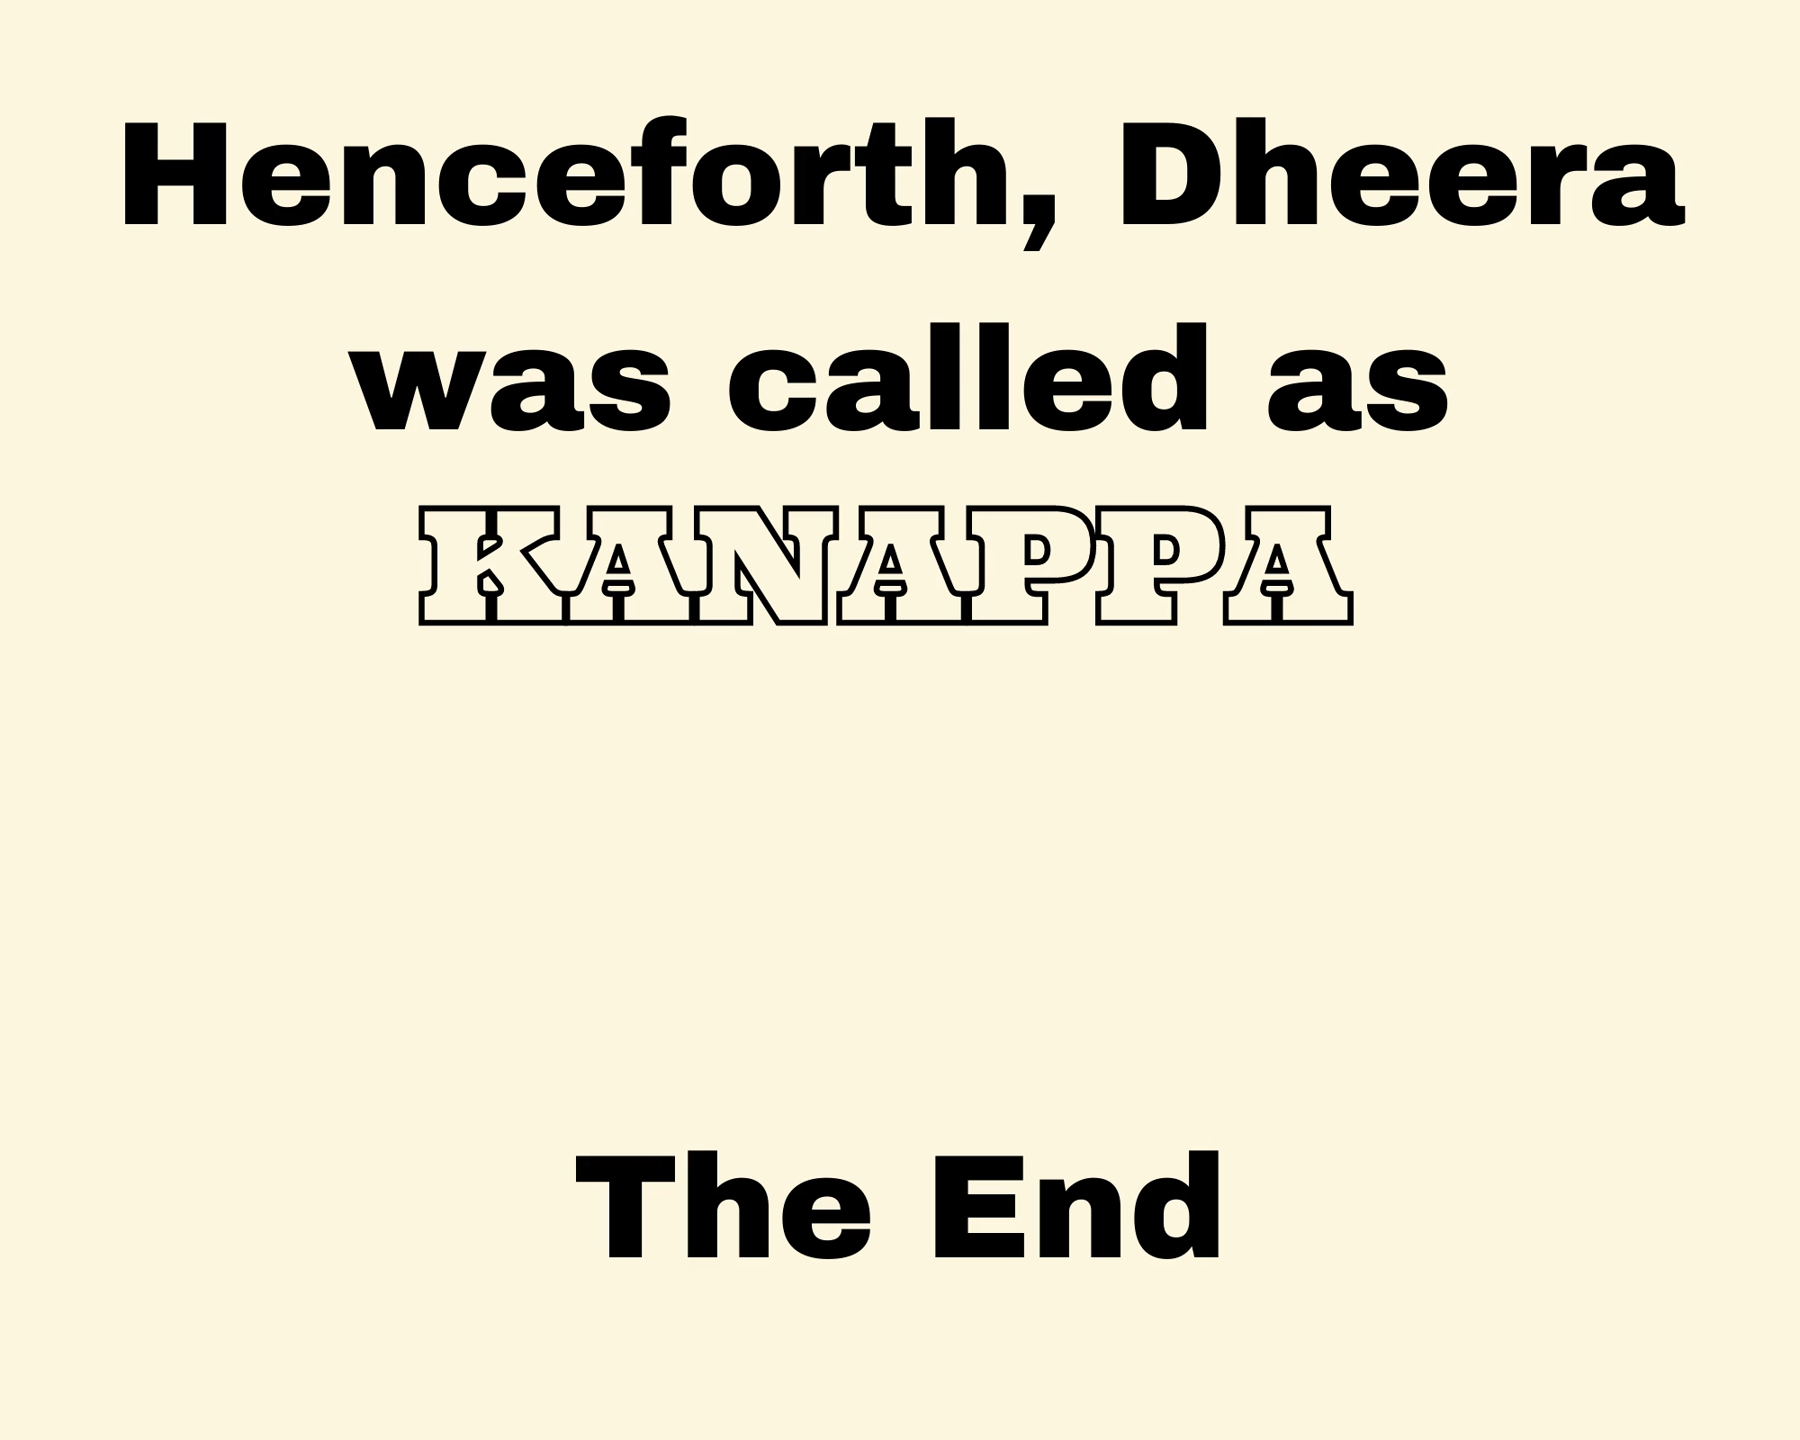 Henceforth, Dheera
was called as
KANAPPA
The End